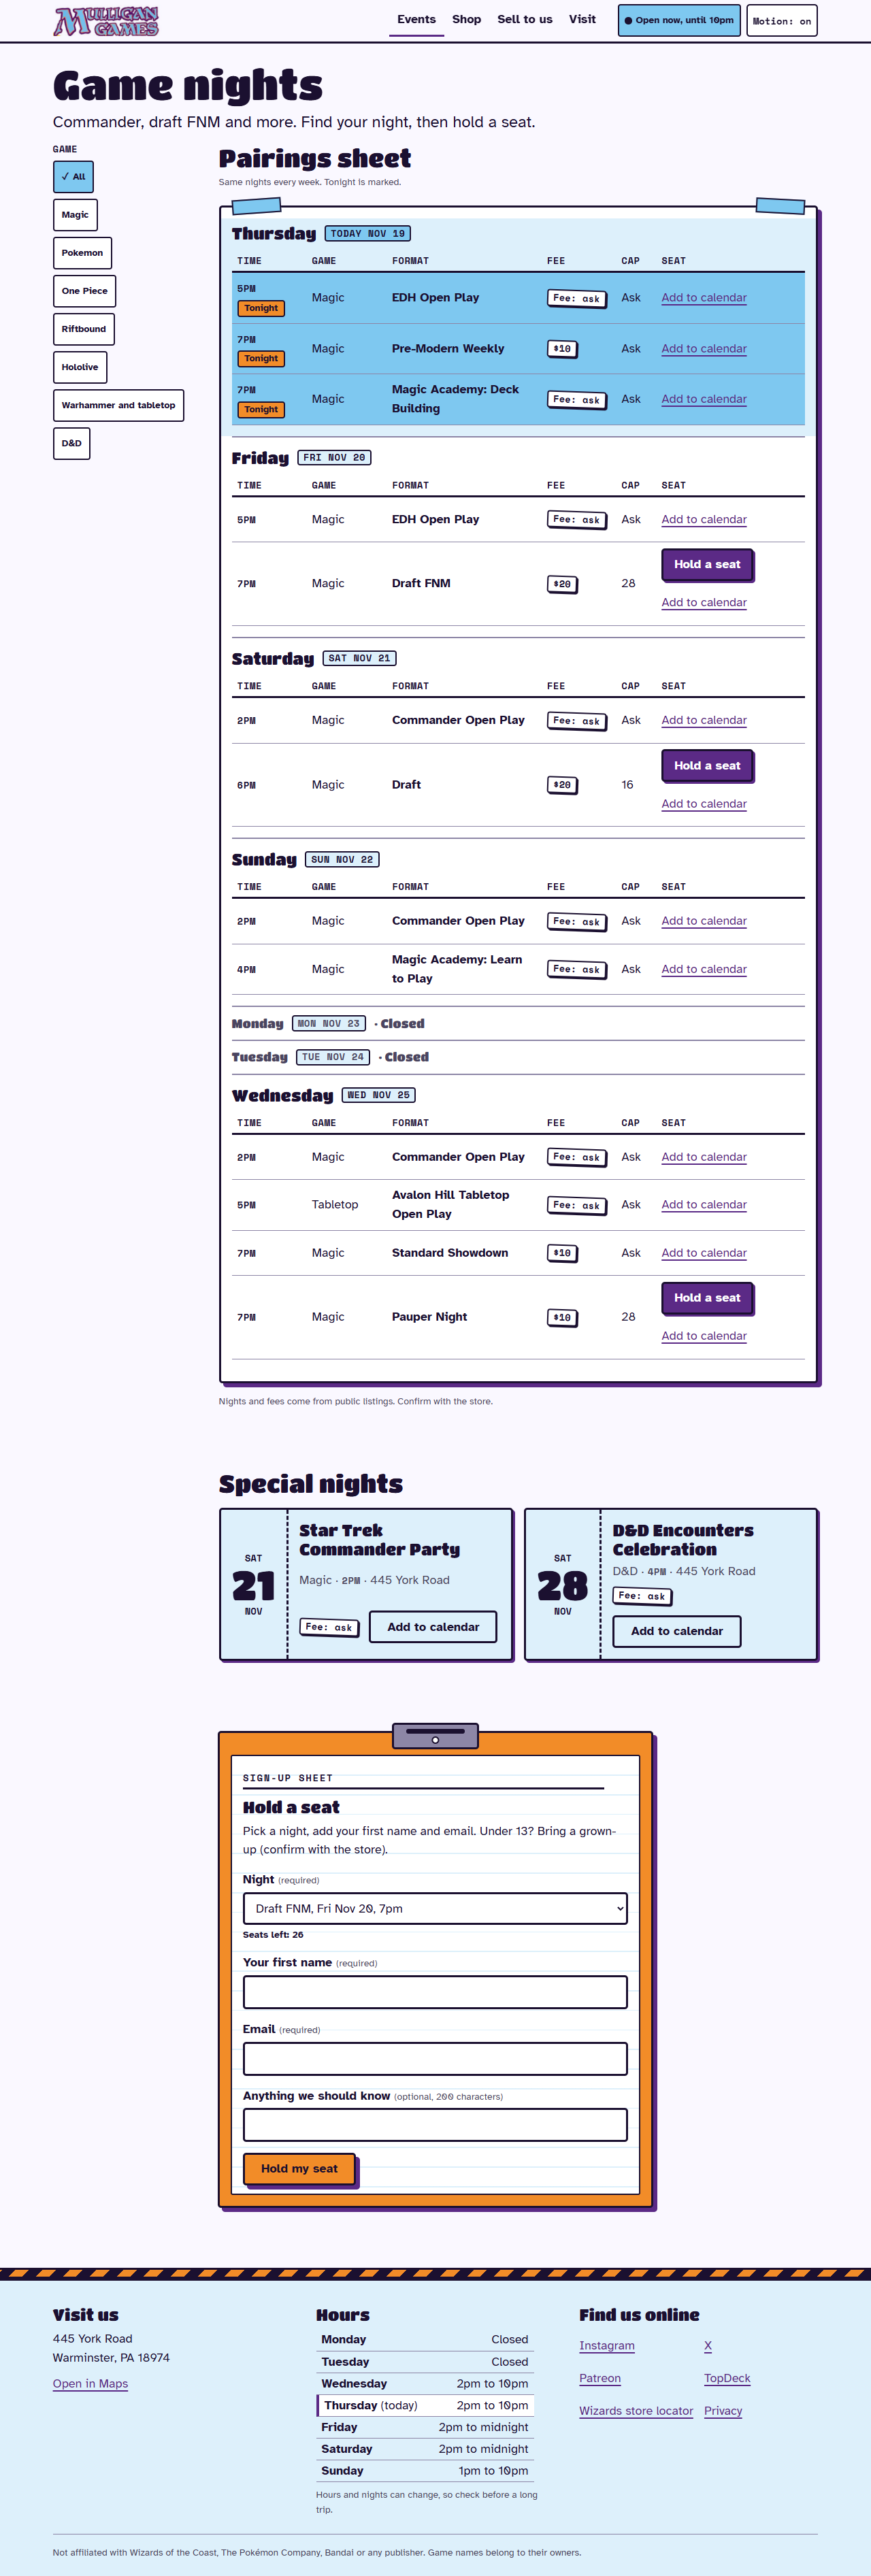 MULLIGAN
GAMES
Events Shop Sell to us Visit
Open now, until 10pm
Motion: on
Game nights
Commander, draft FNM and more. Find your night, then hold a seat.
GAME
✓ All
Magic
Pokemon
One Piece
Riftbound
Hololive
Warhammer and tabletop
D&D
Pairings sheet
Same nights every week. Tonight is marked.
Thursday TODAY NOV 19
TIME GAME FORMAT FEE CAP SEAT
5PM
Tonight
Magic EDH Open Play Fee: ask Ask Add to calendar
7PM
Tonight
Magic Pre-Modern Weekly $10 Ask Add to calendar
7PM
Tonight
Magic Magic Academy: Deck
Building
Fee: ask Ask Add to calendar
Friday FRI NOV 20
TIME GAME FORMAT FEE CAP SEAT
5PM Magic EDH Open Play Fee: ask Ask Add to calendar
7PM Magic Draft FNM $20 28 Hold a seat
Add to calendar
Saturday SAT NOV 21
TIME GAME FORMAT FEE CAP SEAT
2PM Magic Commander Open Play Fee: ask Ask Add to calendar
6PM Magic Draft $20 16 Hold a seat
Add to calendar
Sunday SUN NOV 22
TIME GAME FORMAT FEE CAP SEAT
2PM Magic Commander Open Play Fee: ask Ask Add to calendar
4PM Magic Magic Academy: Learn
to Play
Fee: ask Ask Add to calendar
Monday MON NOV 23 · Closed
Tuesday TUE NOV 24 · Closed
Wednesday WED NOV 25
TIME GAME FORMAT FEE CAP SEAT
2PM Magic Commander Open Play Fee: ask Ask Add to calendar
5PM Tabletop Avalon Hill Tabletop
Open Play
Fee: ask Ask Add to calendar
7PM Magic Standard Showdown $10 Ask Add to calendar
7PM Magic Pauper Night $10 28 Hold a seat
Add to calendar
Nights and fees come from public listings. Confirm with the store.
Special nights
SAT
21
NOV
Star Trek
Commander Party
Magic · 2PM · 445 York Road
Fee: ask Add to calendar
SAT
28
NOV
D&D Encounters
Celebration
D&D · 4PM · 445 York Road
Fee: ask
Add to calendar
SIGN-UP SHEET
Hold a seat
Pick a night, add your first name and email. Under 13? Bring a grown-
up (confirm with the store).
Night (required)
Draft FNM, Fri Nov 20, 7pm
Seats left: 26
Your first name (required)
Email (required)
Anything we should know (optional, 200 characters)
Hold my seat
Visit us
445 York Road
Warminster, PA 18974
Open in Maps
Hours
Monday Closed
Tuesday Closed
Wednesday 2pm to 10pm
Thursday (today) 2pm to 10pm
Friday 2pm to midnight
Saturday 2pm to midnight
Sunday 1pm to 10pm
Hours and nights can change, so check before a long
trip.
Find us online
Instagram X
Patreon TopDeck
Wizards store locator Privacy
Not affiliated with Wizards of the Coast, The Pokémon Company, Bandai or any publisher. Game names belong to their owners.